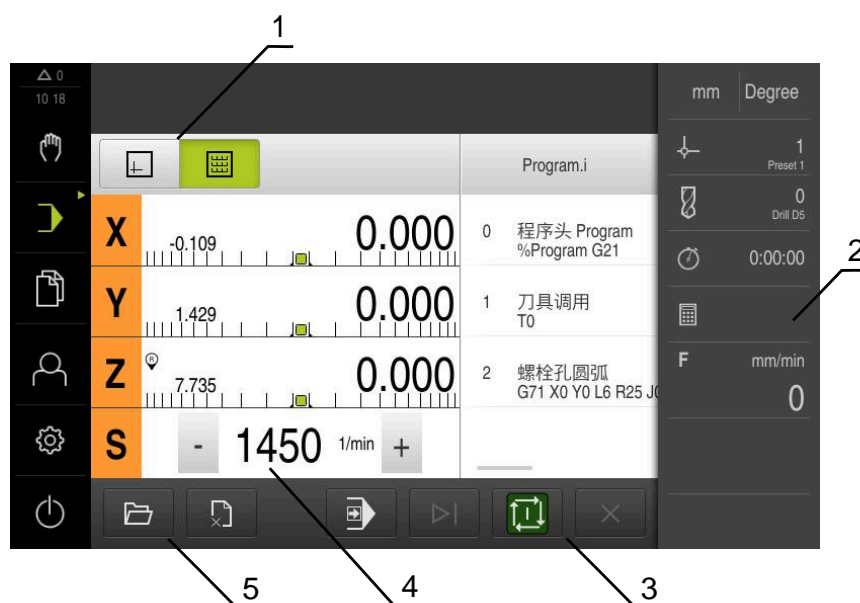 1
0
10 18
mm Degree
1
Preset 1
0
Drill D5
0:00:00
2
F mm/min
0
Program.i
X -0.109 0.000
Y 1.429 0.000
Z R 7.735 0.000
S - 1450 1/min +
0 程序头 Program
%Program G21
1 刀具调用
T0
2 螺栓孔圆弧
G71 X0 Y0 L6 R25 J
5
4
3